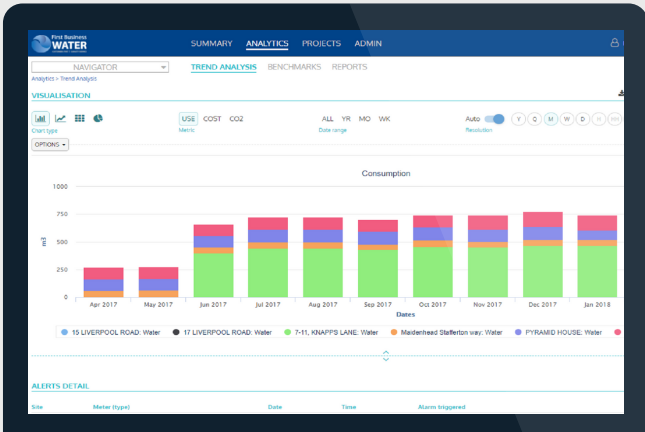 First Business
WATER
SUMMARY ANALYTICS PROJECTS ADMIN
NAVIGATOR TREND ANALYSIS BENCHMARKS REPORTS
Analytics > Trend Analysis
VISUALISATION
USE COST CO2 ALL YR MO WK Auto Y Q M W D H
Chart type Metric Date range Resolution
OPTIONS
Consumption
1000
750
500
250
0
m3
Apr 2017 May 2017 Jun 2017 Jul 2017 Aug 2017 Sep 2017 Oct 2017 Nov 2017 Dec 2017 Jan 2018
Dates
15 LIVERPOOL ROAD: Water 17 LIVERPOOL ROAD: Water 7-11, KNAPPS LANE: Water Maidenhead Stafferton way: Water PYRAMID HOUSE: Water
ALERTS DETAIL
Site Meter (type) Date Time Alarm triggered